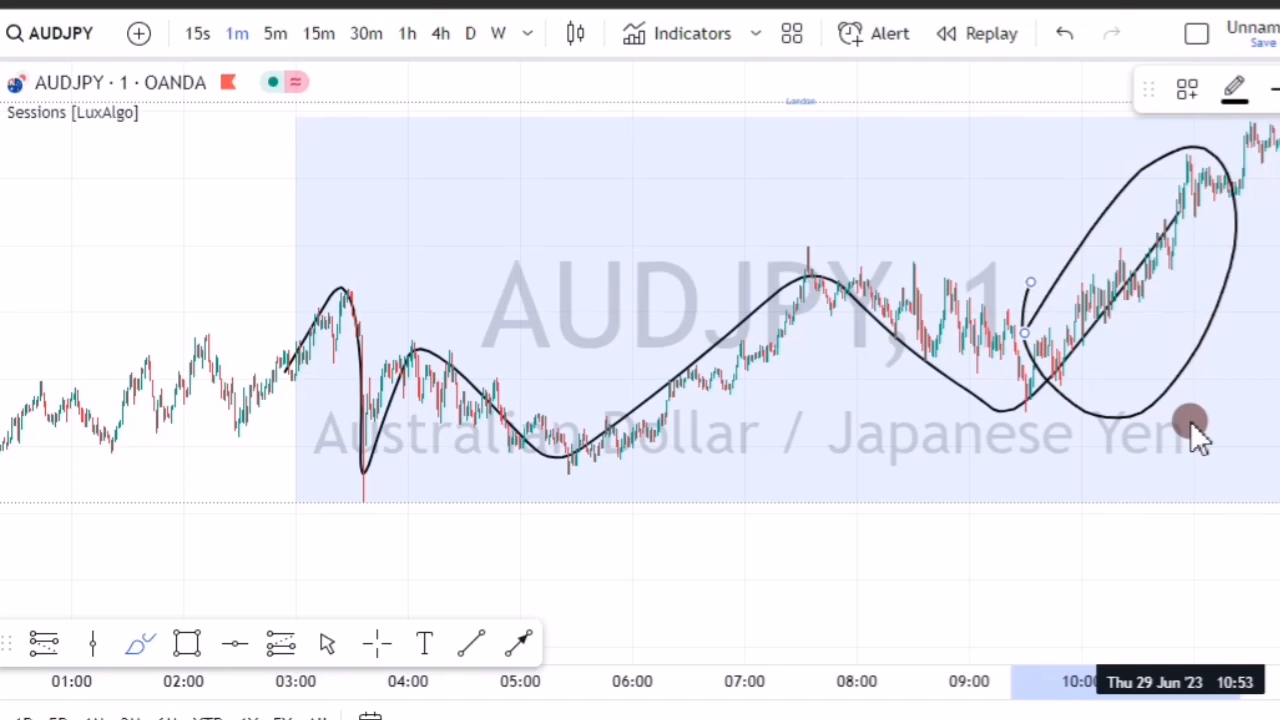 AUDJPY 15s 1m 5m 15m 30m 1h 4h D W Indicators Alert Replay Unnam
Save
AUDJPY · 1 · OANDA
London
Sessions [LuxAlgo]
AUDJPY, 1
Australian Dollar / Japanese Yen
T
01:00 02:00 03:00 04:00 05:00 06:00 07:00 08:00 09:00 10:0 Thu 29 Jun '23 10:53